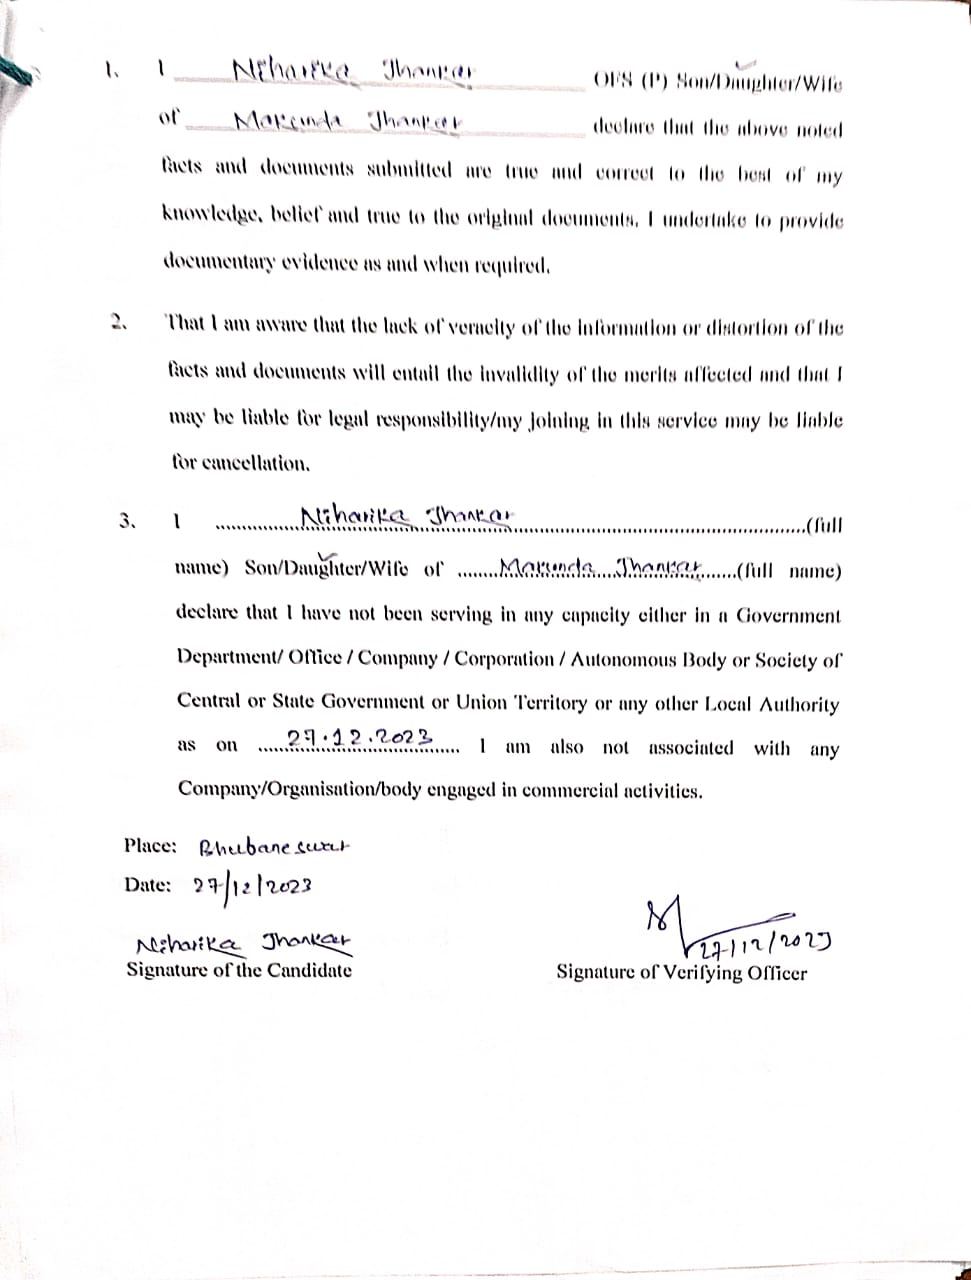 1. I Niharika Jhankar OFS (P) Son/Daughter/Wife
of Makunda Jhankar declare that the above noted
facts and documents submitted are true and correct to the best of my
knowledge, belief and true to the original documents. I undertake to provide
documentary evidence as and when required.
2. That I am aware that the lack of veracity of the information or distortion of the
facts and documents will entail the invalidity of the merits affected and that I
may be liable for legal responsibility/my joining in this service may be liable
for cancellation.
3. I ..............Niharika Jhankar..............(full
name) Son/Daughter/Wife of ........Makunda....Jhankar.......(full name)
declare that I have not been serving in any capacity either in a Government
Department/ Office / Company / Corporation / Autonomous Body or Society of
Central or State Government or Union Territory or any other Local Authority
as on ......27.12.2023...... I am also not associated with any
Company/Organisation/body engaged in commercial activities.
Place: Bhubaneswar
Date: 27/12/2023
27/12/2023
Niharika Jhankar
Signature of the Candidate Signature of Verifying Officer